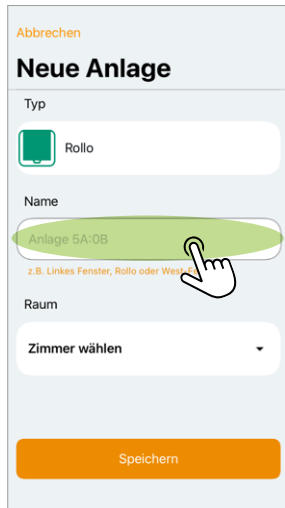 Abbrechen
Neue Anlage
Typ
Rollo
Name
Anlage 5A:0B
z.B. Linkes Fenster, Rollo oder
Raum
Zimmer wählen
Speichern